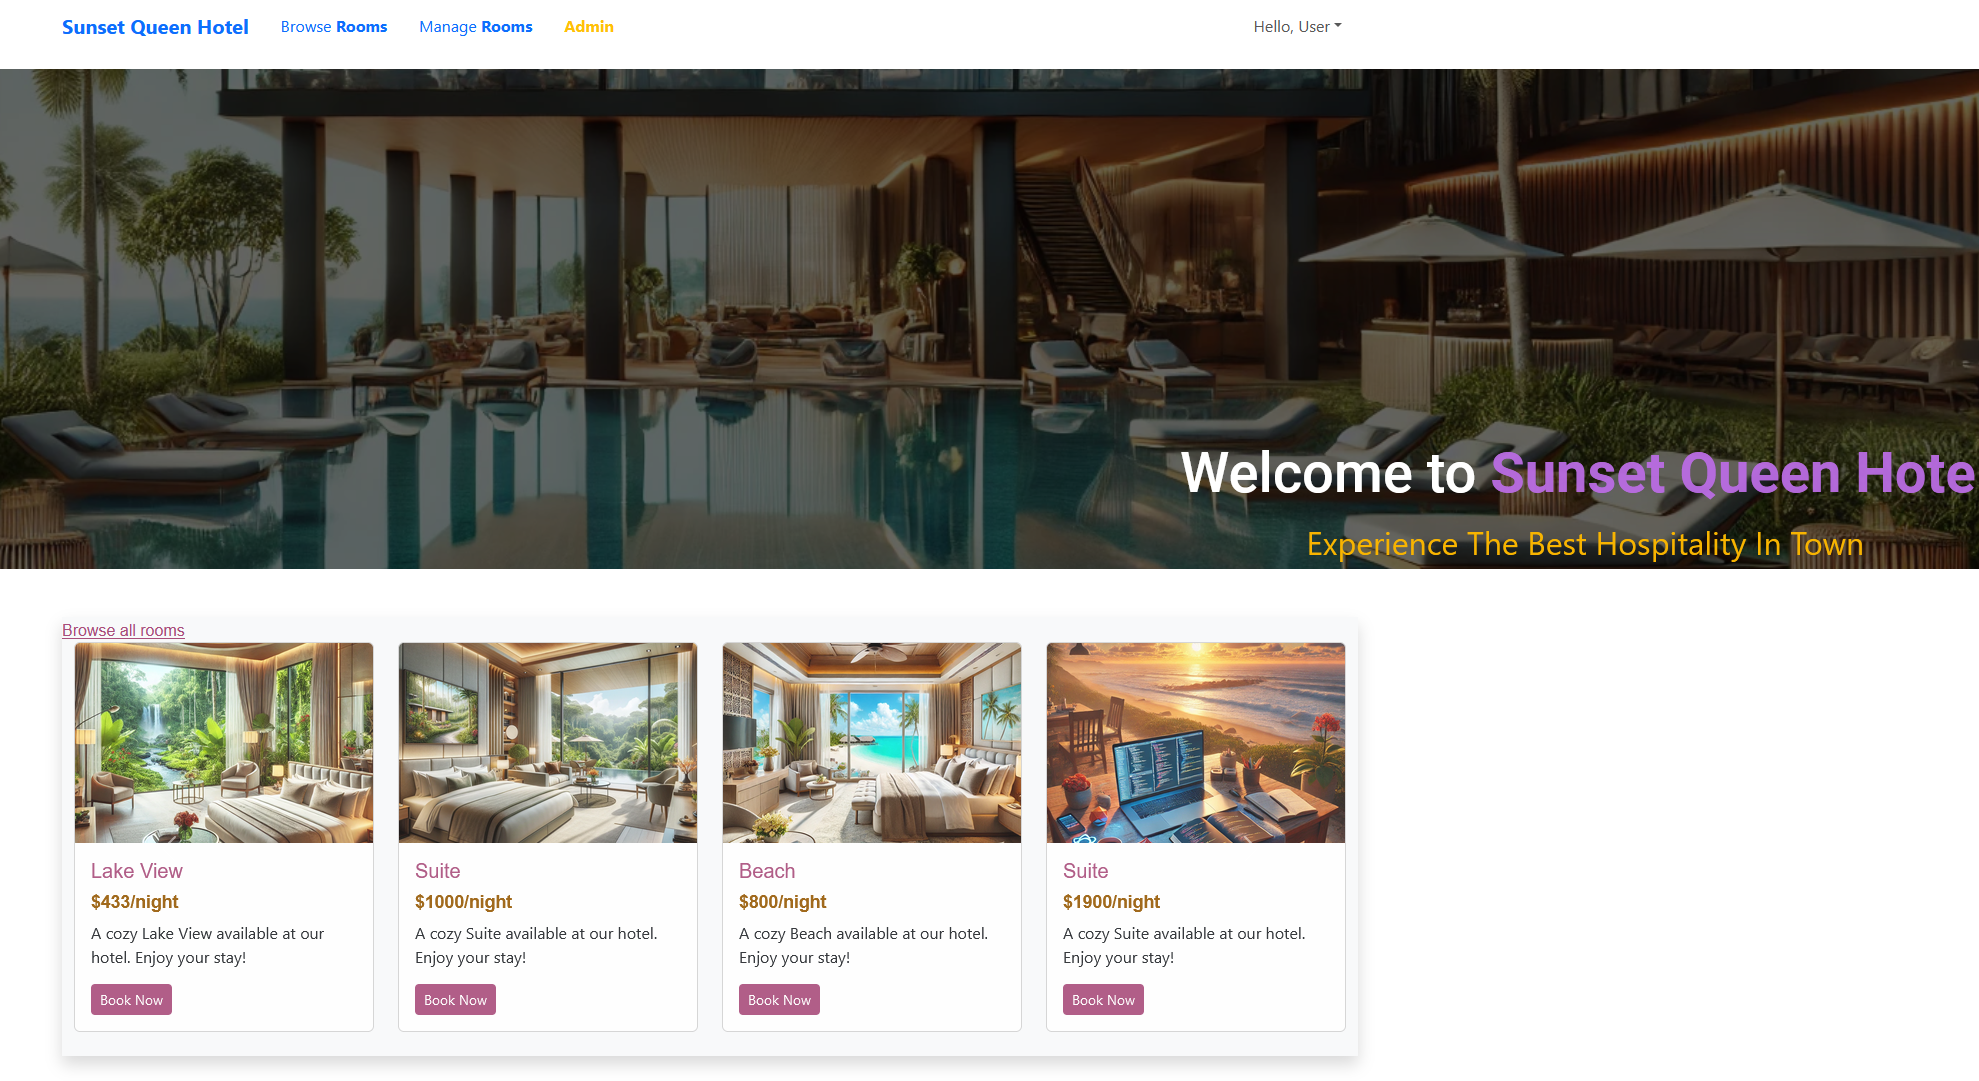 Sunset Queen Hotel Browse Rooms Manage Rooms Admin Hello, User
Welcome to Sunset Queen Hote
Experience The Best Hospitality In Town
Browse all rooms
Lake View
$433/night
A cozy Lake View available at our
hotel. Enjoy your stay!
Book Now
Suite
$1000/night
A cozy Suite available at our hotel.
Enjoy your stay!
Book Now
Beach
$800/night
A cozy Beach available at our hotel.
Enjoy your stay!
Book Now
Suite
$1900/night
A cozy Suite available at our hotel.
Enjoy your stay!
Book Now